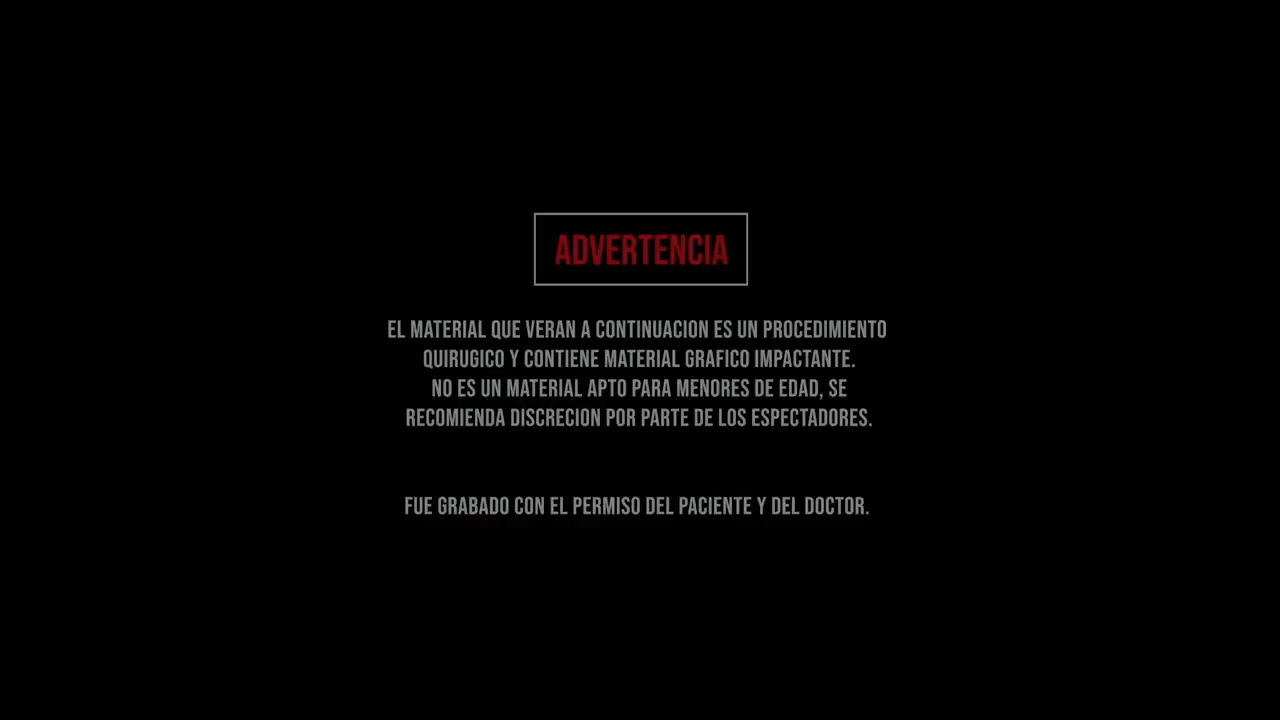 ADVERTENCIA
EL MATERIAL QUE VERAN A CONTINUACION ES UN PROCEDIMIENTO
QUIRUGICO Y CONTIENE MATERIAL GRAFICO IMPACTANTE.
NO ES UN MATERIAL APTO PARA MENORES DE EDAD, SE
RECOMIENDA DISCRECION POR PARTE DE LOS ESPECTADORES.
FUE GRABADO CON EL PERMISO DEL PACIENTE Y DEL DOCTOR.